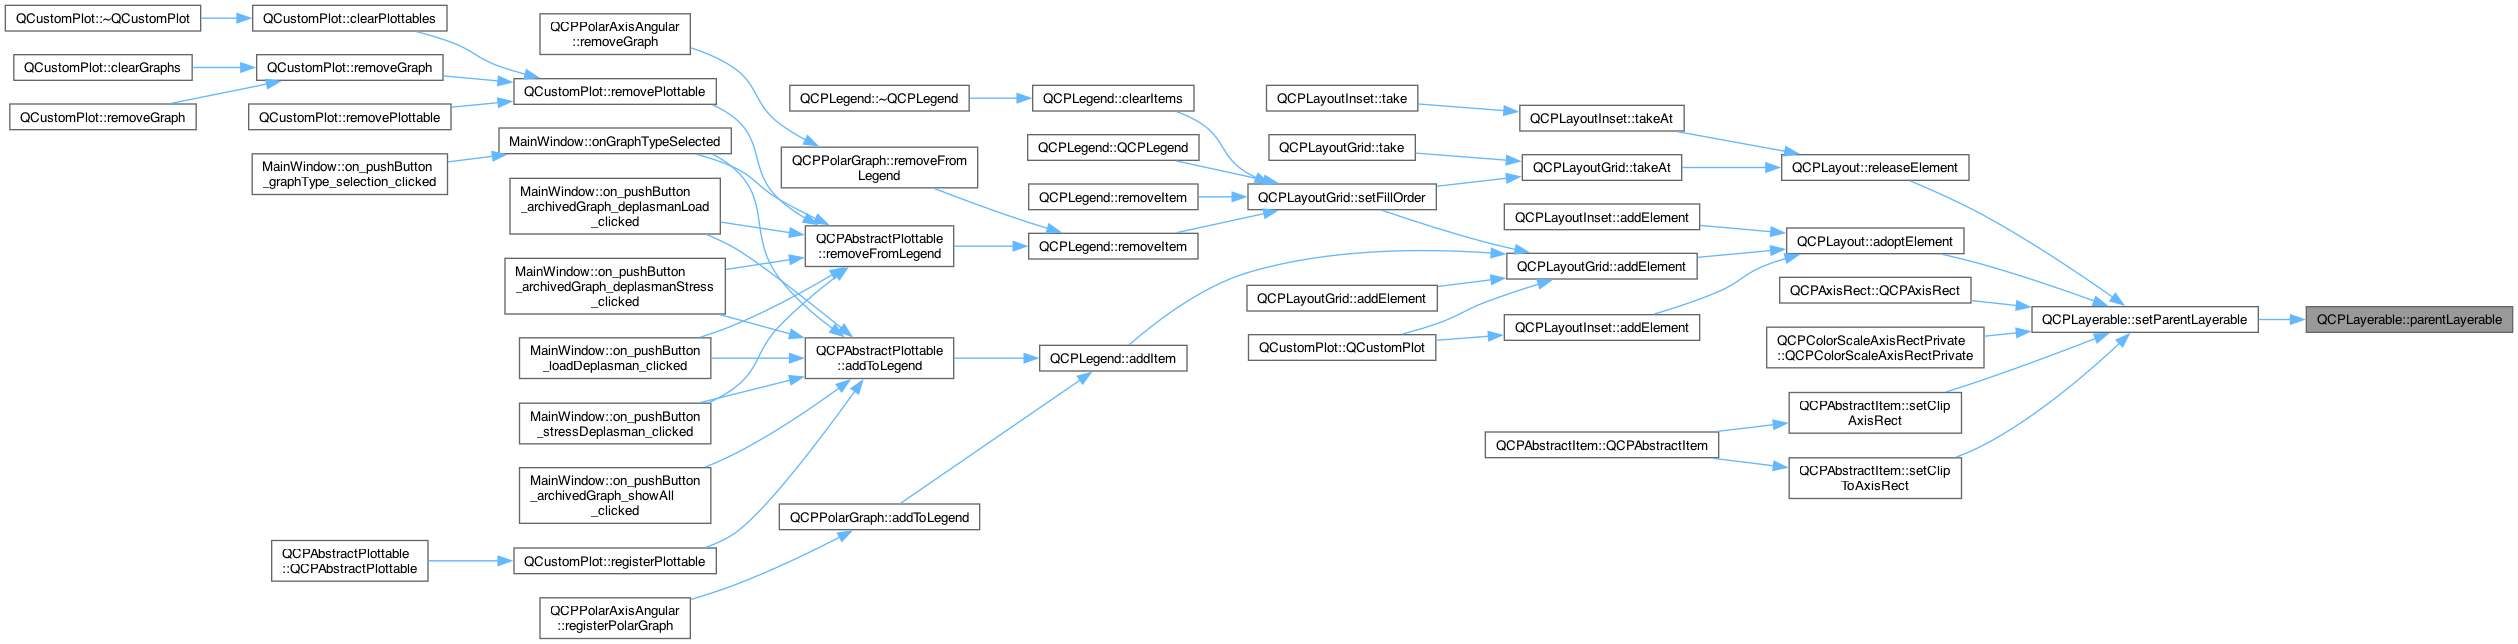 QCustomPlot::~QCustomPlot
QCustomPlot::clearGraphs
QCustomPlot::removeGraph
QCustomPlot::clearPlottables
QCustomPlot::removeGraph
QCustomPlot::removePlottable
MainWindow::on_pushButton
_graphType_selection_clicked
QCPAbstractPlottable
::QCPAbstractPlottable
QCPPolarAxisAngular
::removeGraph
QCustomPlot::removePlottable
MainWindow::onGraphTypeSelected
MainWindow::on_pushButton
_archivedGraph_deplasmanLoad
_clicked
MainWindow::on_pushButton
_archivedGraph_deplasmanStress
_clicked
MainWindow::on_pushButton
_loadDeplasman_clicked
MainWindow::on_pushButton
_stressDeplasman_clicked
MainWindow::on_pushButton
_archivedGraph_showAll
_clicked
QCustomPlot::registerPlottable
QCPPolarAxisAngular
::registerPolarGraph
QCPLegend::~QCPLegend
QCPPolarGraph::removeFrom
Legend
QCPAbstractPlottable
::removeFromLegend
QCPAbstractPlottable
::addToLegend
QCPPolarGraph::addToLegend
QCPLegend::clearItems
QCPLegend::QCPLegend
QCPLegend::removeItem
QCPLegend::removeItem
QCPLegend::addItem
QCPLayoutInset::take
QCPLayoutGrid::take
QCPLayoutGrid::setFillOrder
QCPLayoutGrid::addElement
QCustomPlot::QCustomPlot
QCPLayoutInset::takeAt
QCPLayoutGrid::takeAt
QCPLayoutInset::addElement
QCPLayoutGrid::addElement
QCPLayoutInset::addElement
QCPAbstractItem::QCPAbstractItem
QCPLayout::releaseElement
QCPLayout::adoptElement
QCPAxisRect::QCPAxisRect
QCPColorScaleAxisRectPrivate
::QCPColorScaleAxisRectPrivate
QCPAbstractItem::setClip
AxisRect
QCPAbstractItem::setClip
ToAxisRect
QCPLayerable::setParentLayerable
QCPLayerable::parentLayerable